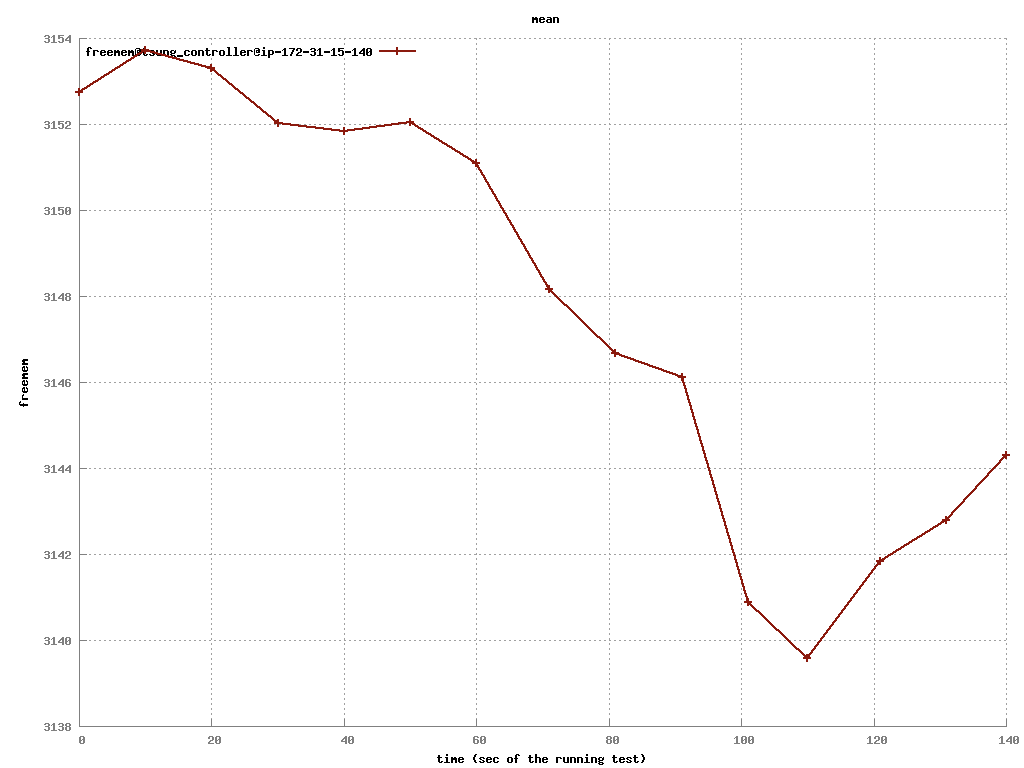 mean
3154
freemem@tsung_controller@ip-172-31-15-140
3152
3150
3148
3146
freemem
3144
3142
3140
3138
0 20 40 60 80 100 120 140
time (sec of the running test)